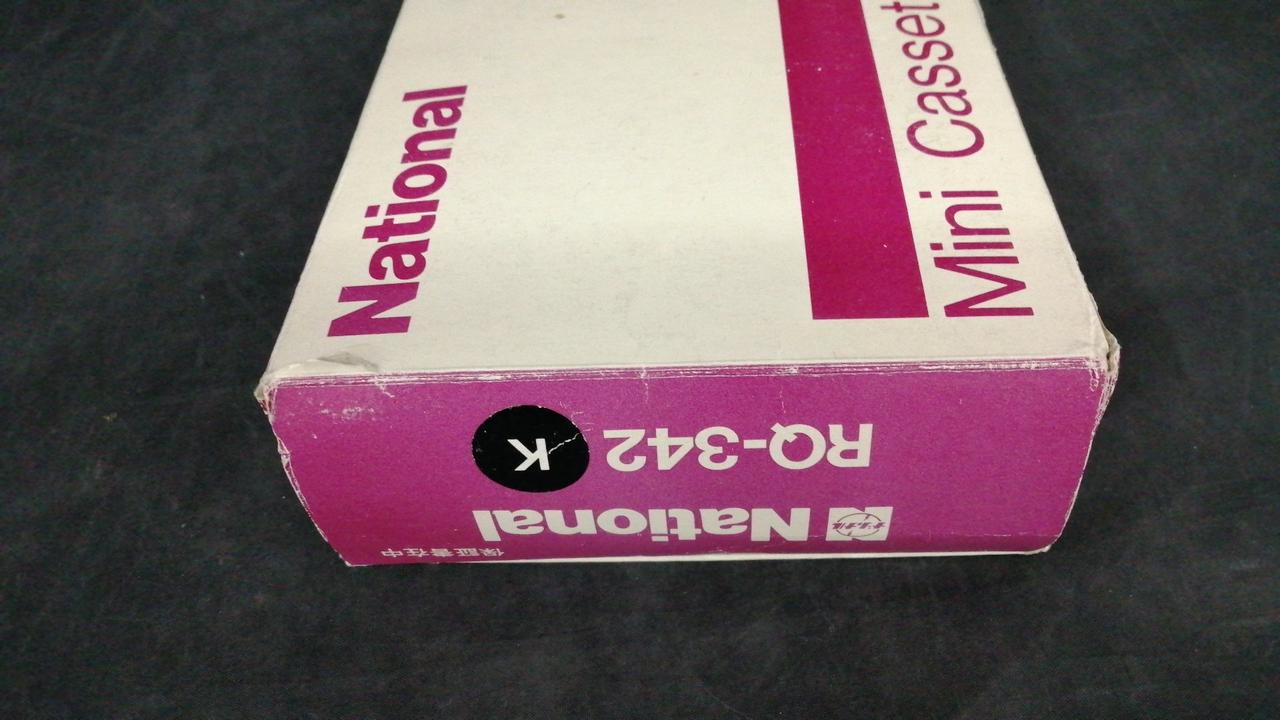 National
Mini Casset
保証書在中
National
RQ-342
K